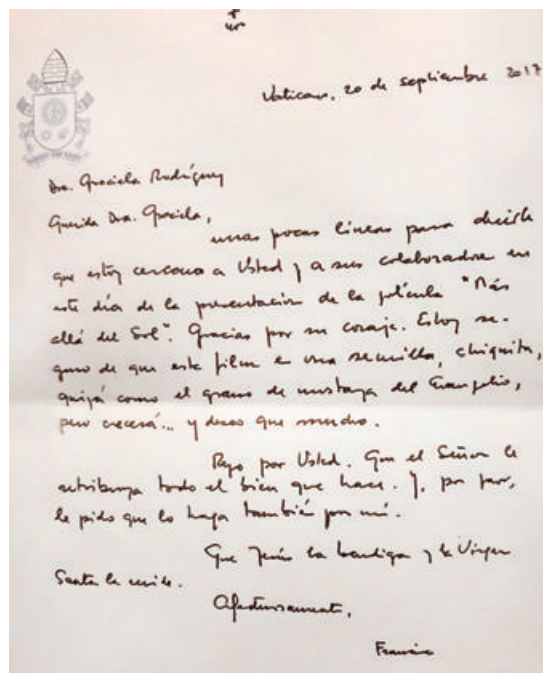 Vaticano, 20 de septiembre 2017
Dra. Graciela Rodríguez
Querida Dra. Graciela,
unas pocas líneas para decirle
que estoy cercano a Usted y a sus colaboradores en
este día de la presentación de la película "Más
allá del Sol". Gracias por su coraje. Estoy se-
guro de que este film es una semilla, chiquita,
quizá como el grano de mostaza del Evangelio,
pero crecerá... y deseo que mucho.
Rezo por Usted. Que el Señor le
retribuya todo el bien que hace. Y, por favor,
le pido que lo haga también por mí.
Que Jesús la bendiga y la Virgen
Santa la cuide.
Afectuosamente,
Francisco